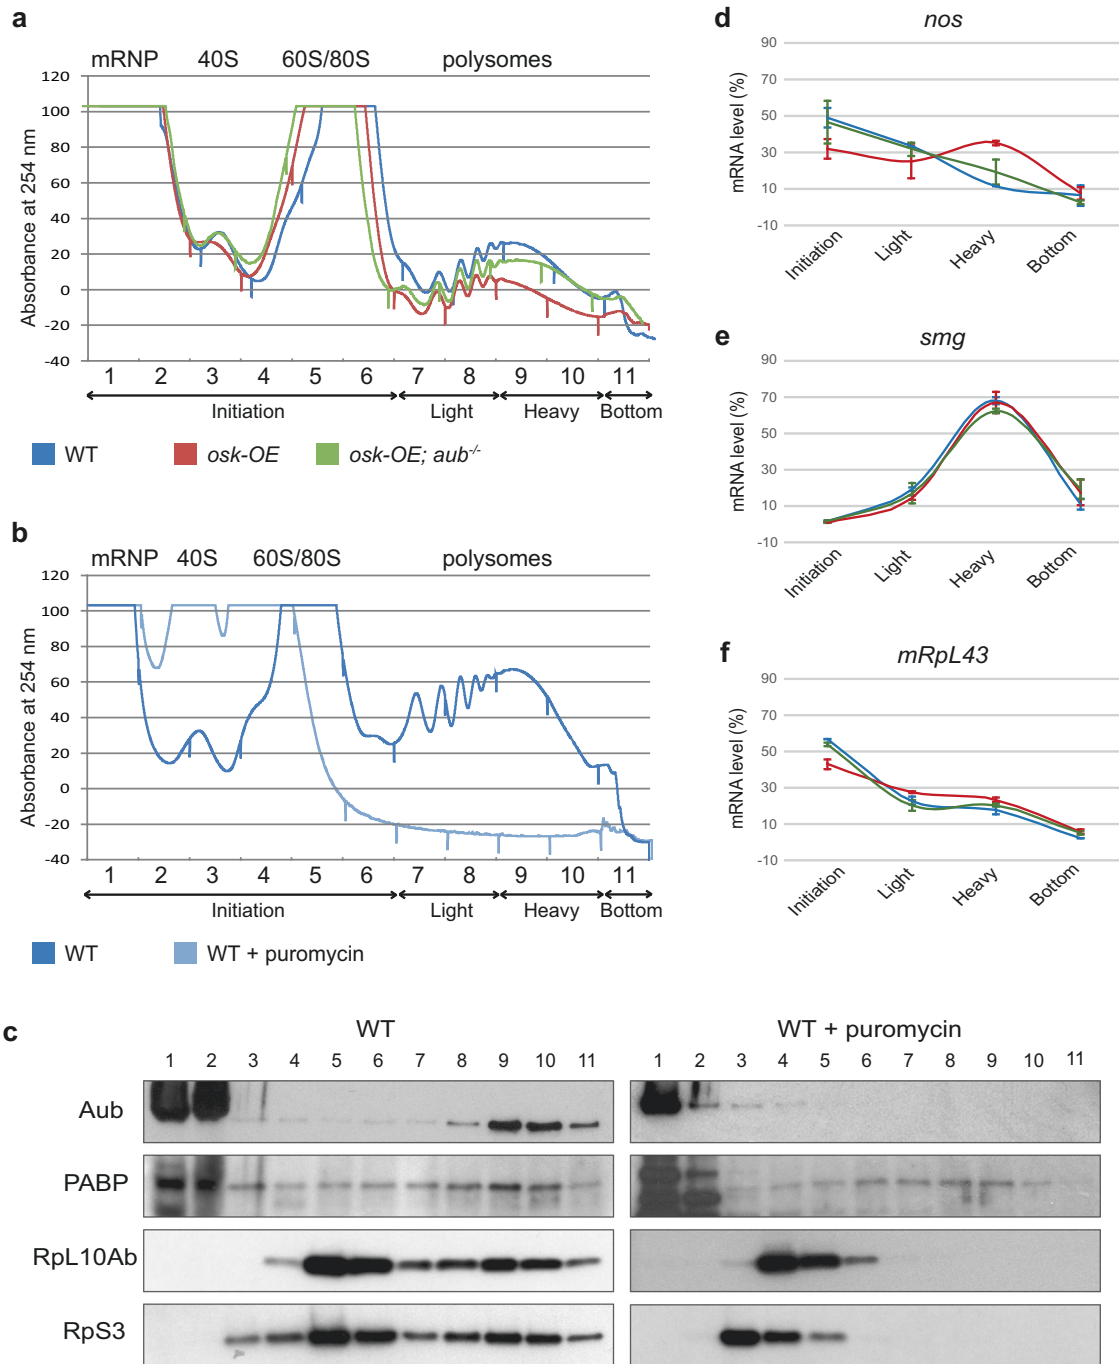 a
mRNP 40S 60S/80S polysomes
Absorbance at 254 nm
120
100
80
60
40
20
0
-20
-40
1 2 3 4 5 6 7 8 9 10 11
Initiation Light Heavy Bottom
WT osk-OE osk-OE; aub-/-
b
mRNP 40S 60S/80S polysomes
Absorbance at 254 nm
120
100
80
60
40
20
0
-20
-40
1 2 3 4 5 6 7 8 9 10 11
Initiation Light Heavy Bottom
WT WT + puromycin
d
nos
mRNA level (%)
90
70
50
30
10
-10
Initiation Light Heavy Bottom
e
smg
mRNA level (%)
90
70
50
30
10
-10
Initiation Light Heavy Bottom
f
mRpL43
mRNA level (%)
90
70
50
30
10
-10
Initiation Light Heavy Bottom
c
WT WT + puromycin
1 2 3 4 5 6 7 8 9 10 11 1 2 3 4 5 6 7 8 9 10 11
Aub
PABP
RpL10Ab
RpS3